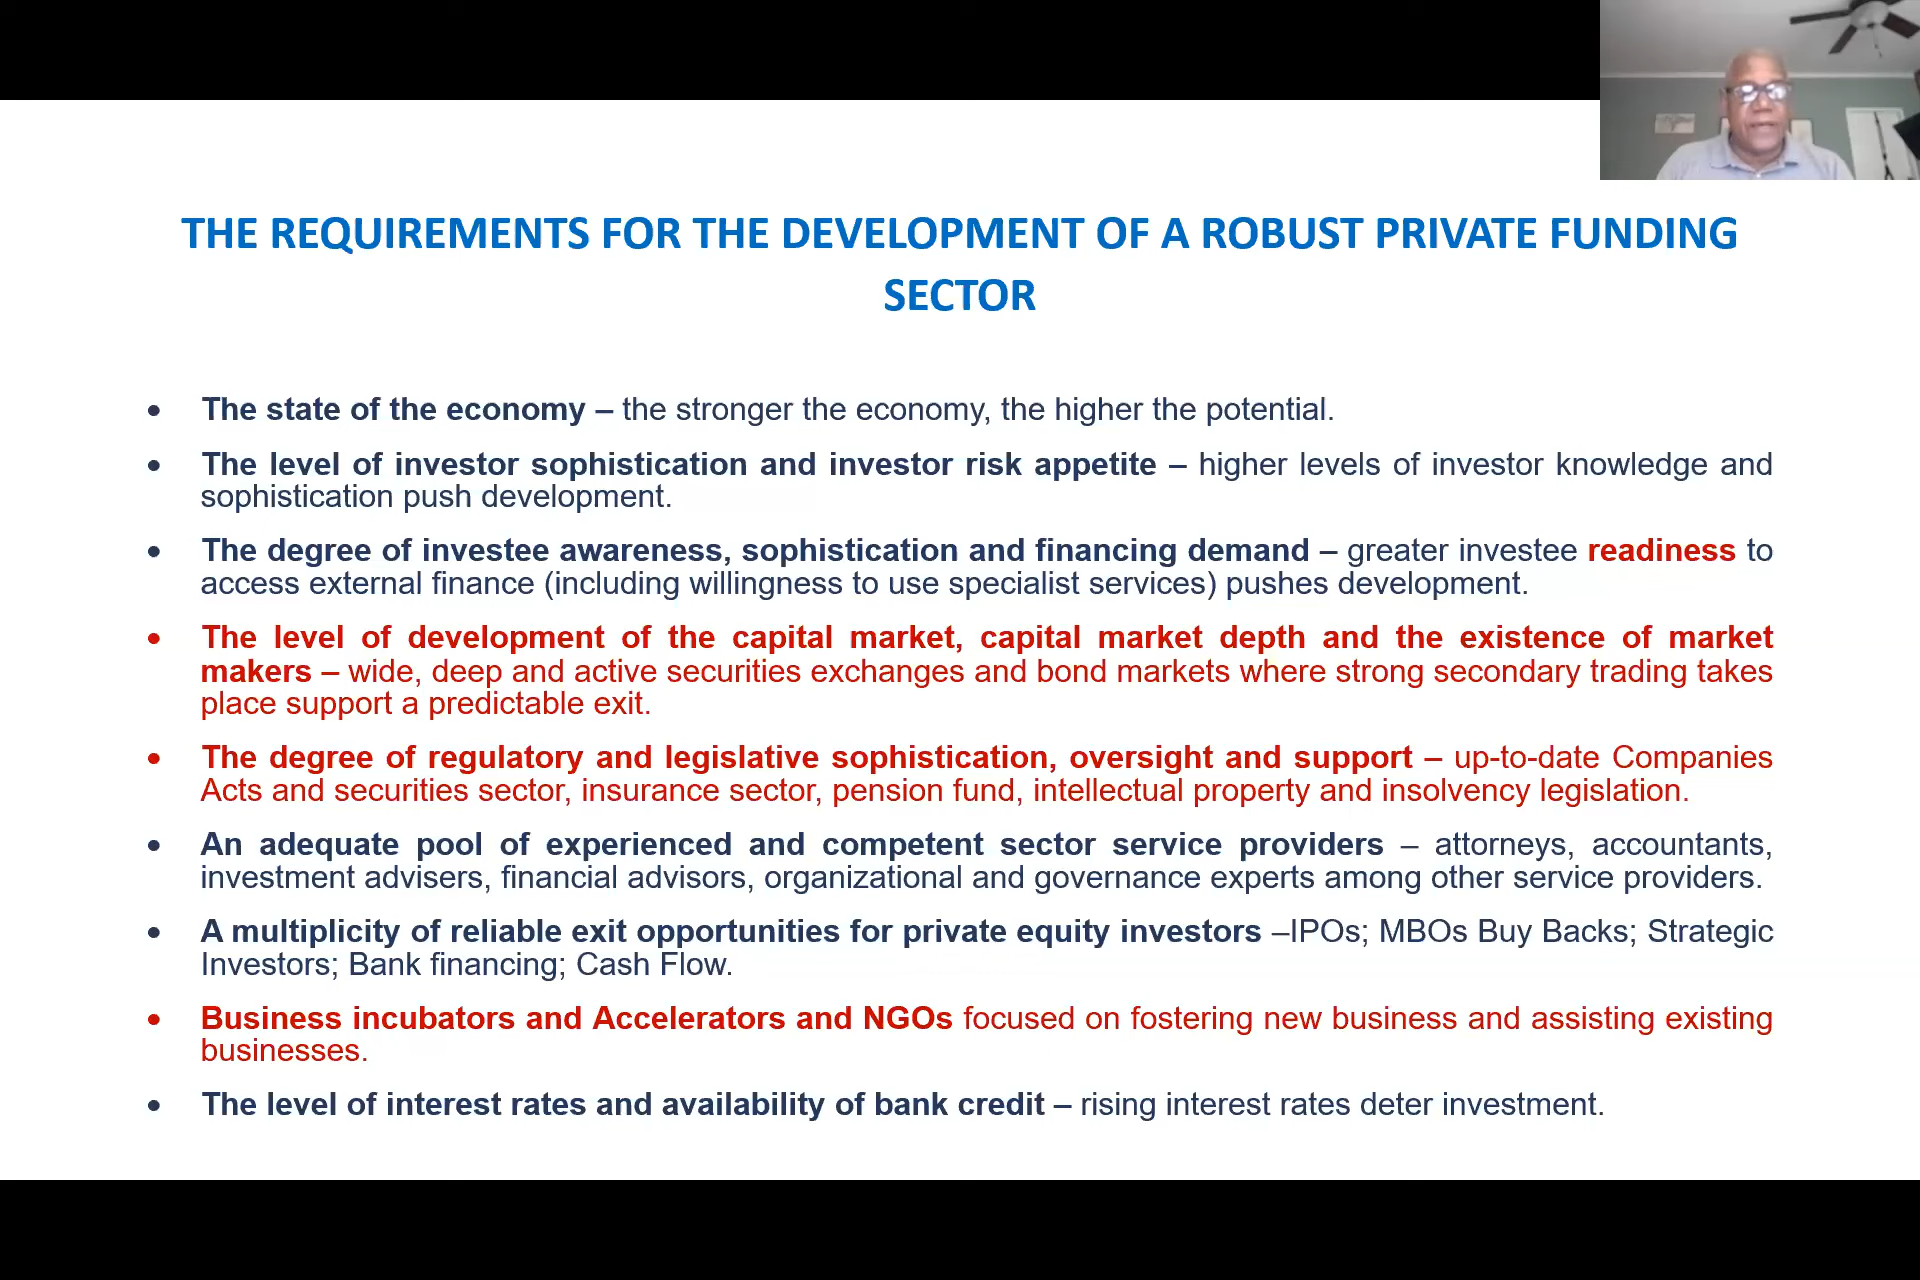 THE REQUIREMENTS FOR THE DEVELOPMENT OF A ROBUST PRIVATE FUNDING
SECTOR
• The state of the economy – the stronger the economy, the higher the potential.
• The level of investor sophistication and investor risk appetite – higher levels of investor knowledge and
sophistication push development.
• The degree of investee awareness, sophistication and financing demand – greater investee readiness to
access external finance (including willingness to use specialist services) pushes development.
• The level of development of the capital market, capital market depth and the existence of market
makers – wide, deep and active securities exchanges and bond markets where strong secondary trading takes
place support a predictable exit.
• The degree of regulatory and legislative sophistication, oversight and support – up-to-date Companies
Acts and securities sector, insurance sector, pension fund, intellectual property and insolvency legislation.
• An adequate pool of experienced and competent sector service providers – attorneys, accountants,
investment advisers, financial advisors, organizational and governance experts among other service providers.
• A multiplicity of reliable exit opportunities for private equity investors –IPOs; MBOs Buy Backs; Strategic
Investors; Bank financing; Cash Flow.
• Business incubators and Accelerators and NGOs focused on fostering new business and assisting existing
businesses.
• The level of interest rates and availability of bank credit – rising interest rates deter investment.